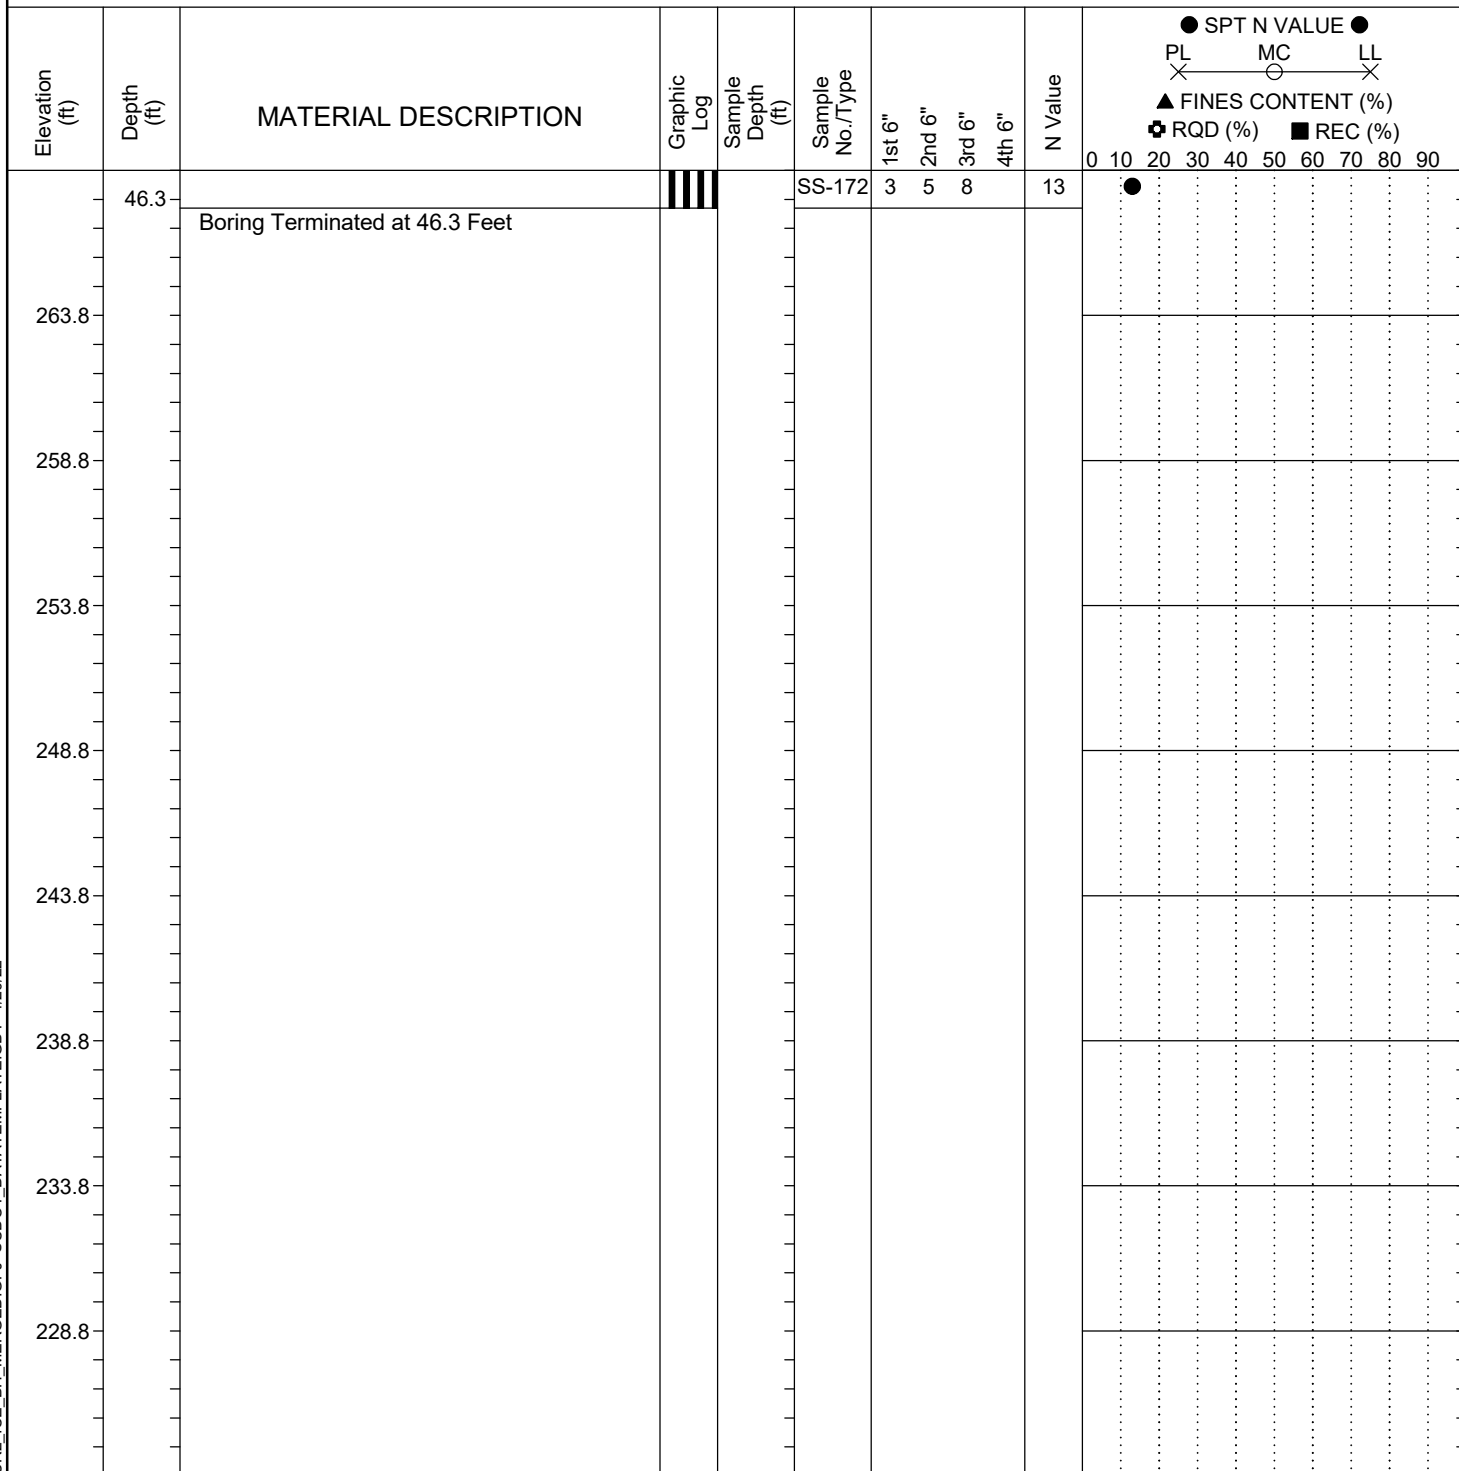 Elevation
(ft)
Depth
(ft)
MATERIAL DESCRIPTION
Graphic
Log
Sample
Depth
(ft)
Sample
No./Type
1st 6"
2nd 6"
3rd 6"
4th 6"
N Value
● SPT N VALUE ●
PL MC LL
▲ FINES CONTENT (%)
RQD (%) ■ REC (%)
0 10 20 30 40 50 60 70 80 90
46.3
SS-172 3 5 8 13
Boring Terminated at 46.3 Feet
263.8
258.8
253.8
248.8
243.8
238.8
233.8
228.8